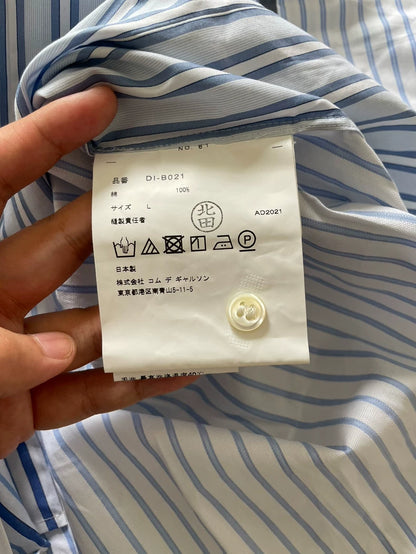 NO. 61
品番 DI-B021
綿 100%
サイズ L
縫製責任者 北田 AD2021
日本製
株式会社 コム デ ギャルソン
東京都港区南青山5-11-5